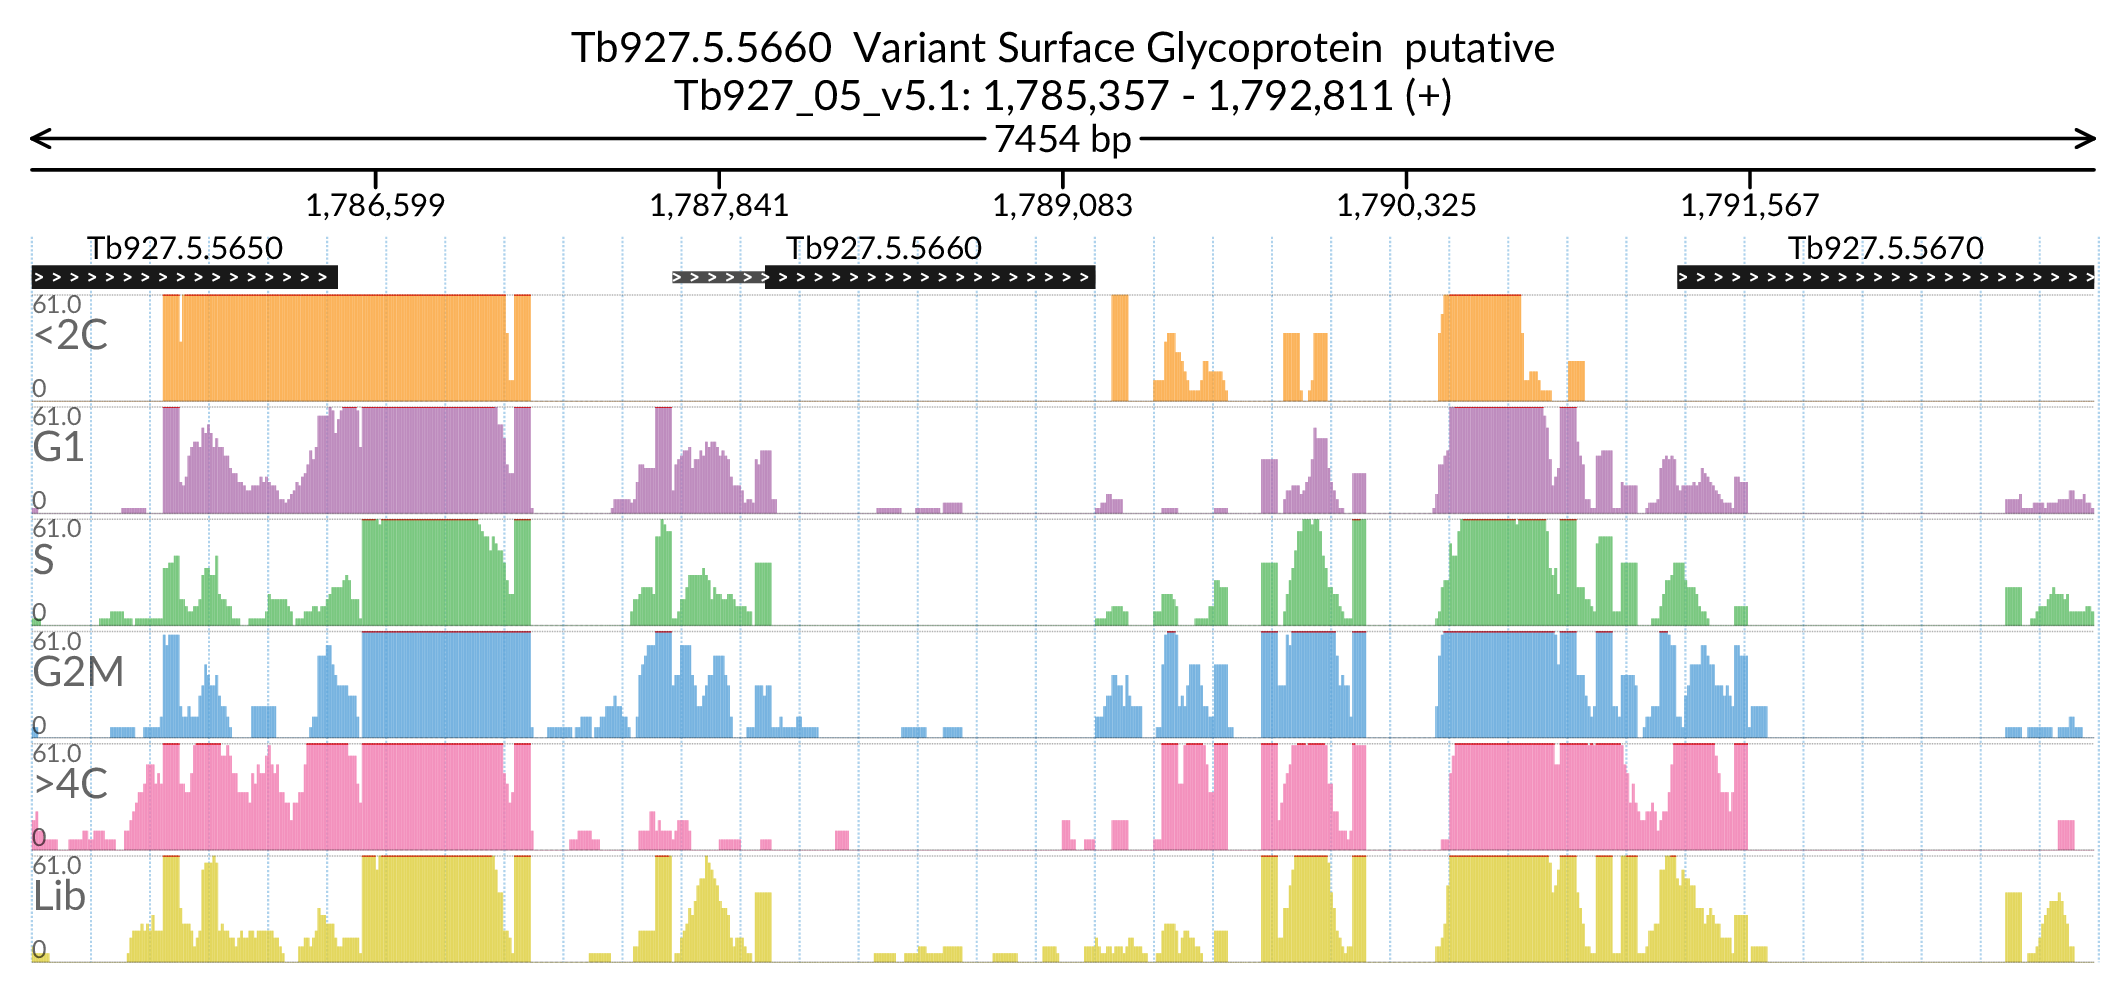 Tb927.5.5660  Variant Surface Glycoprotein  putative
Tb927_05_v5.1: 1,785,357 - 1,792,811 (+)
7454 bp
1,786,599 1,787,841 1,789,083 1,790,325 1,791,567
Tb927.5.5650 Tb927.5.5660 Tb927.5.5670
61.0
<2C
0
61.0
G1
0
61.0
S
0
61.0
G2M
0
61.0
>4C
0
61.0
Lib
0